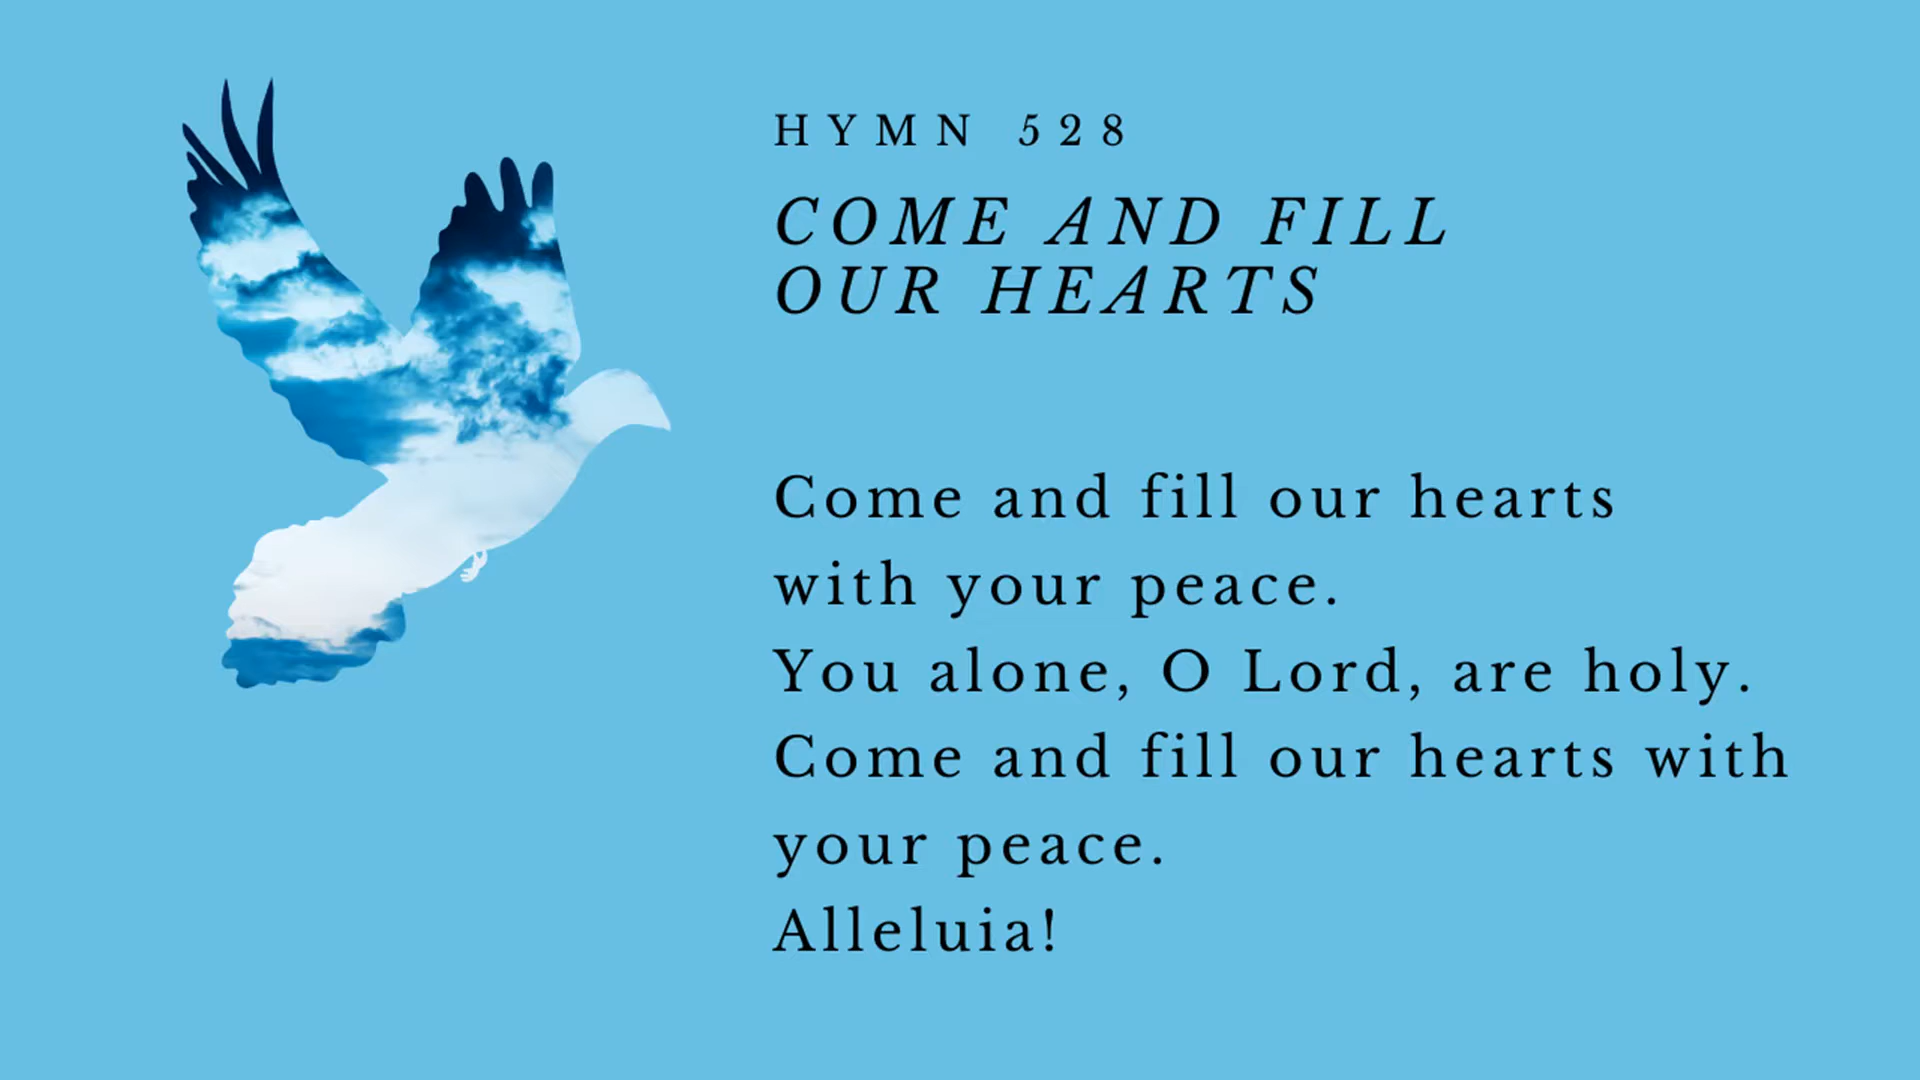 HYMN 528
COME AND FILL
OUR HEARTS
Come and fill our hearts
with your peace.
You alone, O Lord, are holy.
Come and fill our hearts with
your peace.
Alleluia!